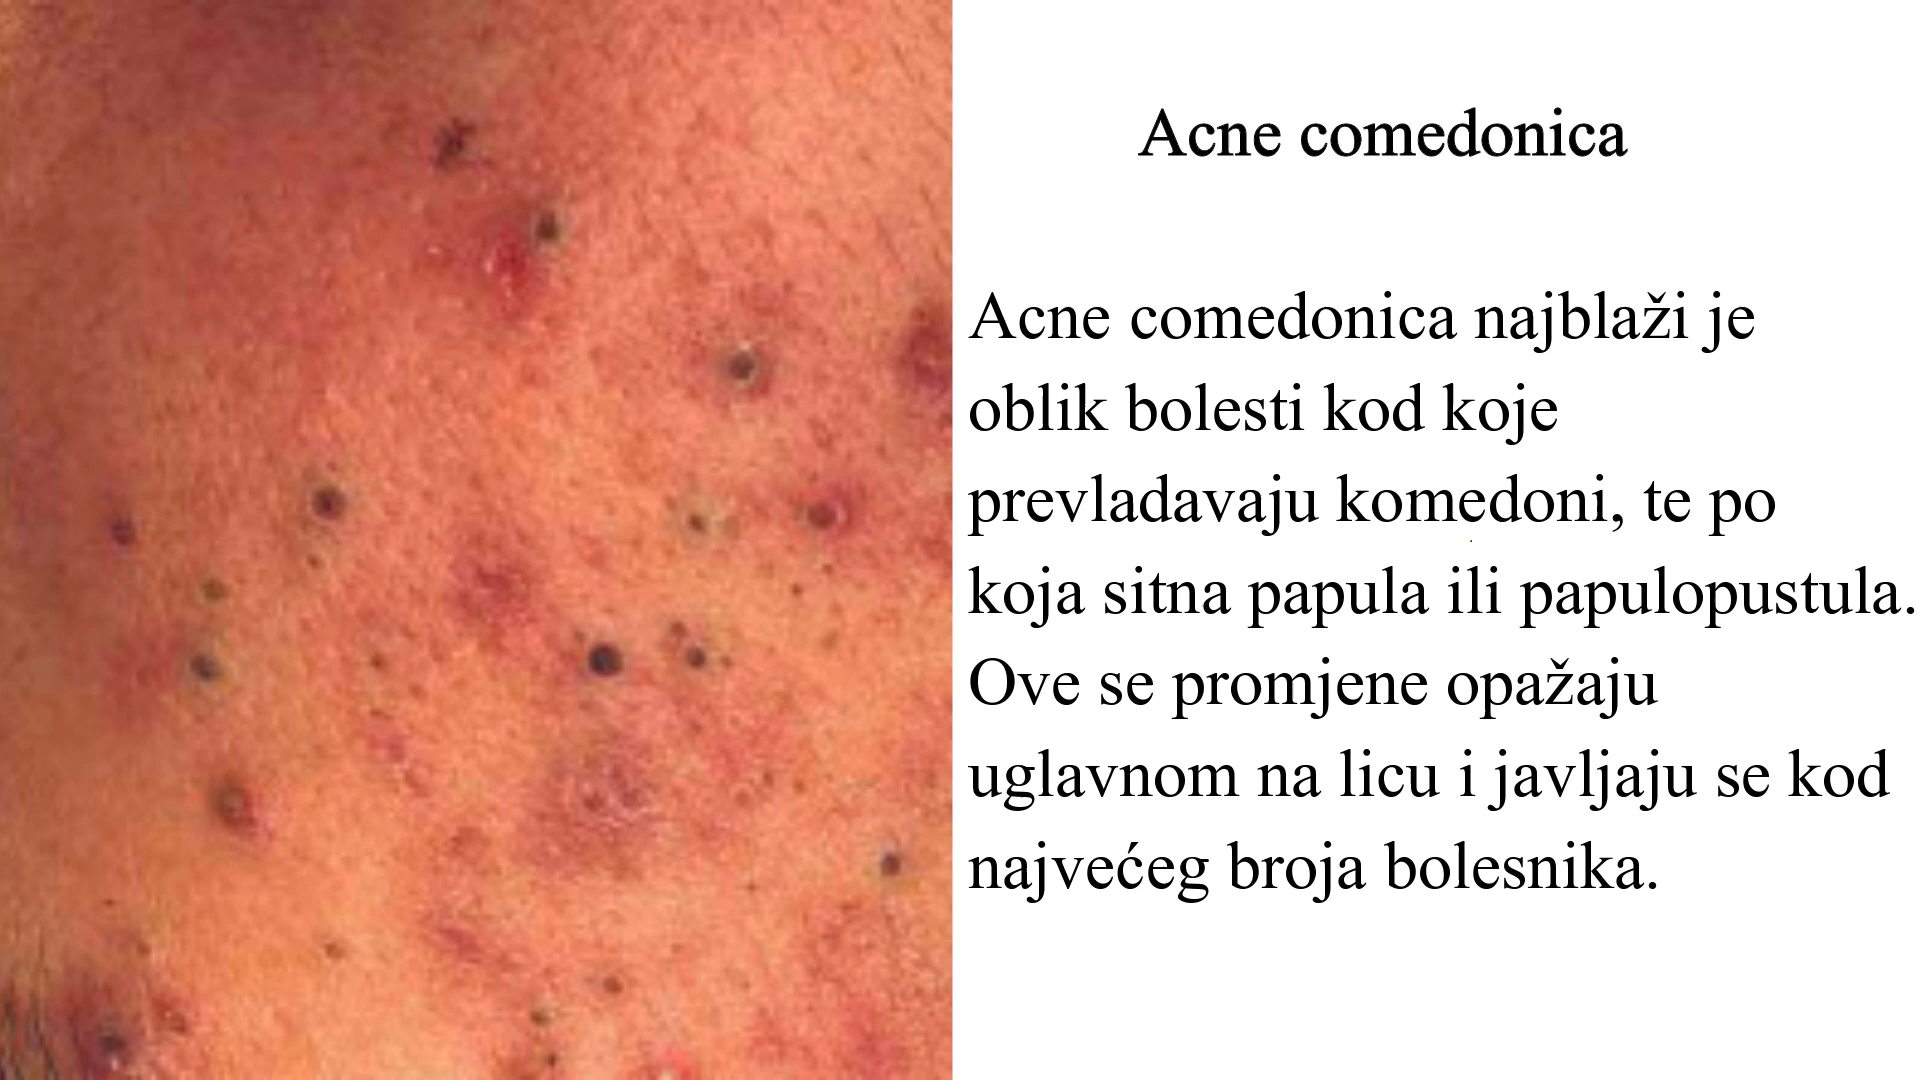 Acne comedonica
Acne comedonica najblaži je
oblik bolesti kod koje
prevladavaju komedoni, te po
koja sitna papula ili papulopustula.
Ove se promjene opažaju
uglavnom na licu i javljaju se kod
najvećeg broja bolesnika.